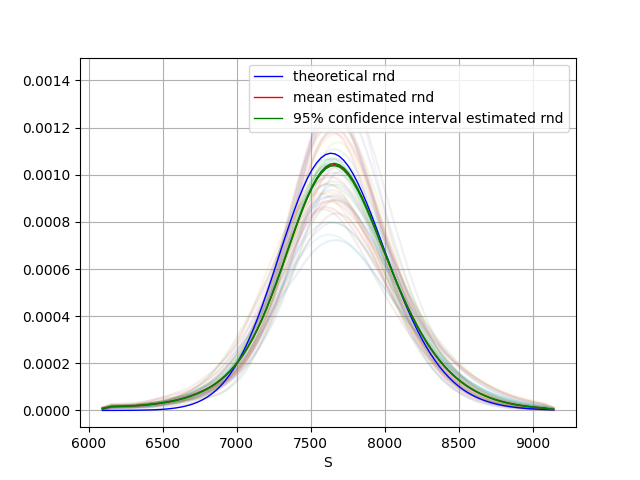 0.0014
0.0012
0.0010
0.0008
0.0006
0.0004
0.0002
0.0000
theoretical rnd
mean estimated rnd
95% confidence interval estimated rnd
6000 6500 7000 7500 8000 8500 9000
S